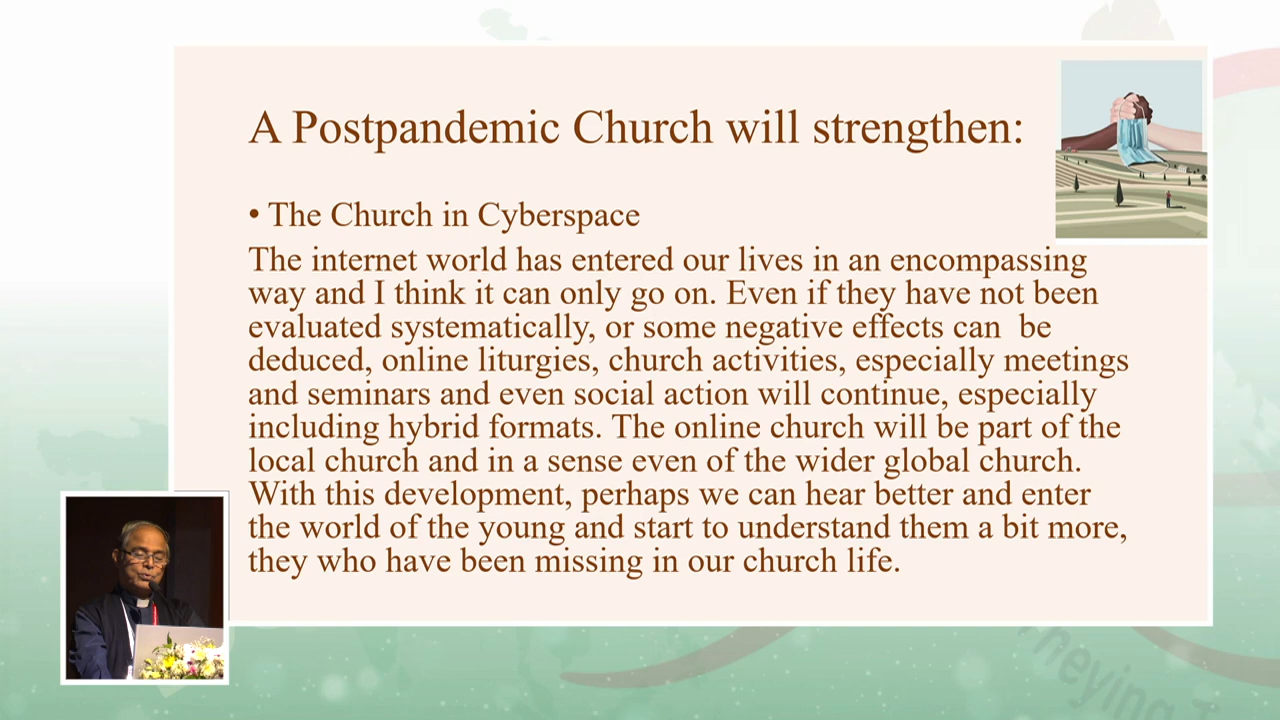 A Postpandemic Church will strengthen:
• The Church in Cyberspace
The internet world has entered our lives in an encompassing
way and I think it can only go on. Even if they have not been
evaluated systematically, or some negative effects can  be
deduced, online liturgies, church activities, especially meetings
and seminars and even social action will continue, especially
including hybrid formats. The online church will be part of the
local church and in a sense even of the wider global church.
With this development, perhaps we can hear better and enter
the world of the young and start to understand them a bit more,
they who have been missing in our church life.